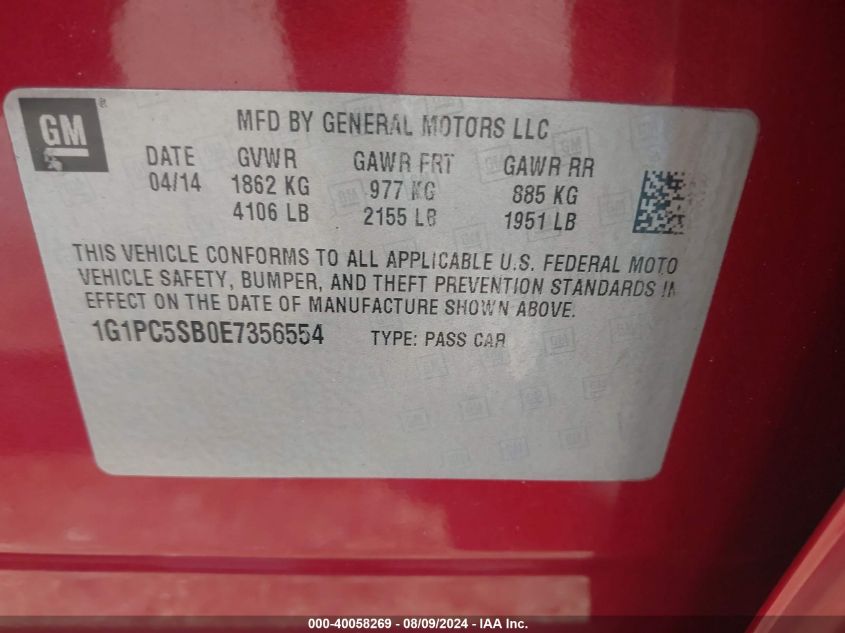 GM ®
MFD BY GENERAL MOTORS LLC
DATE GVWR GAWR FRT GAWR RR
04/14 1862 KG 977 KG 885 KG
4106 LB 2155 LB 1951 LB
THIS VEHICLE CONFORMS TO ALL APPLICABLE U.S. FEDERAL MOTO
VEHICLE SAFETY, BUMPER, AND THEFT PREVENTION STANDARDS IN
EFFECT ON THE DATE OF MANUFACTURE SHOWN ABOVE.
1G1PC5SB0E7356554 TYPE: PASS CAR
000-40058269 - 08/09/2024 - IAA Inc.